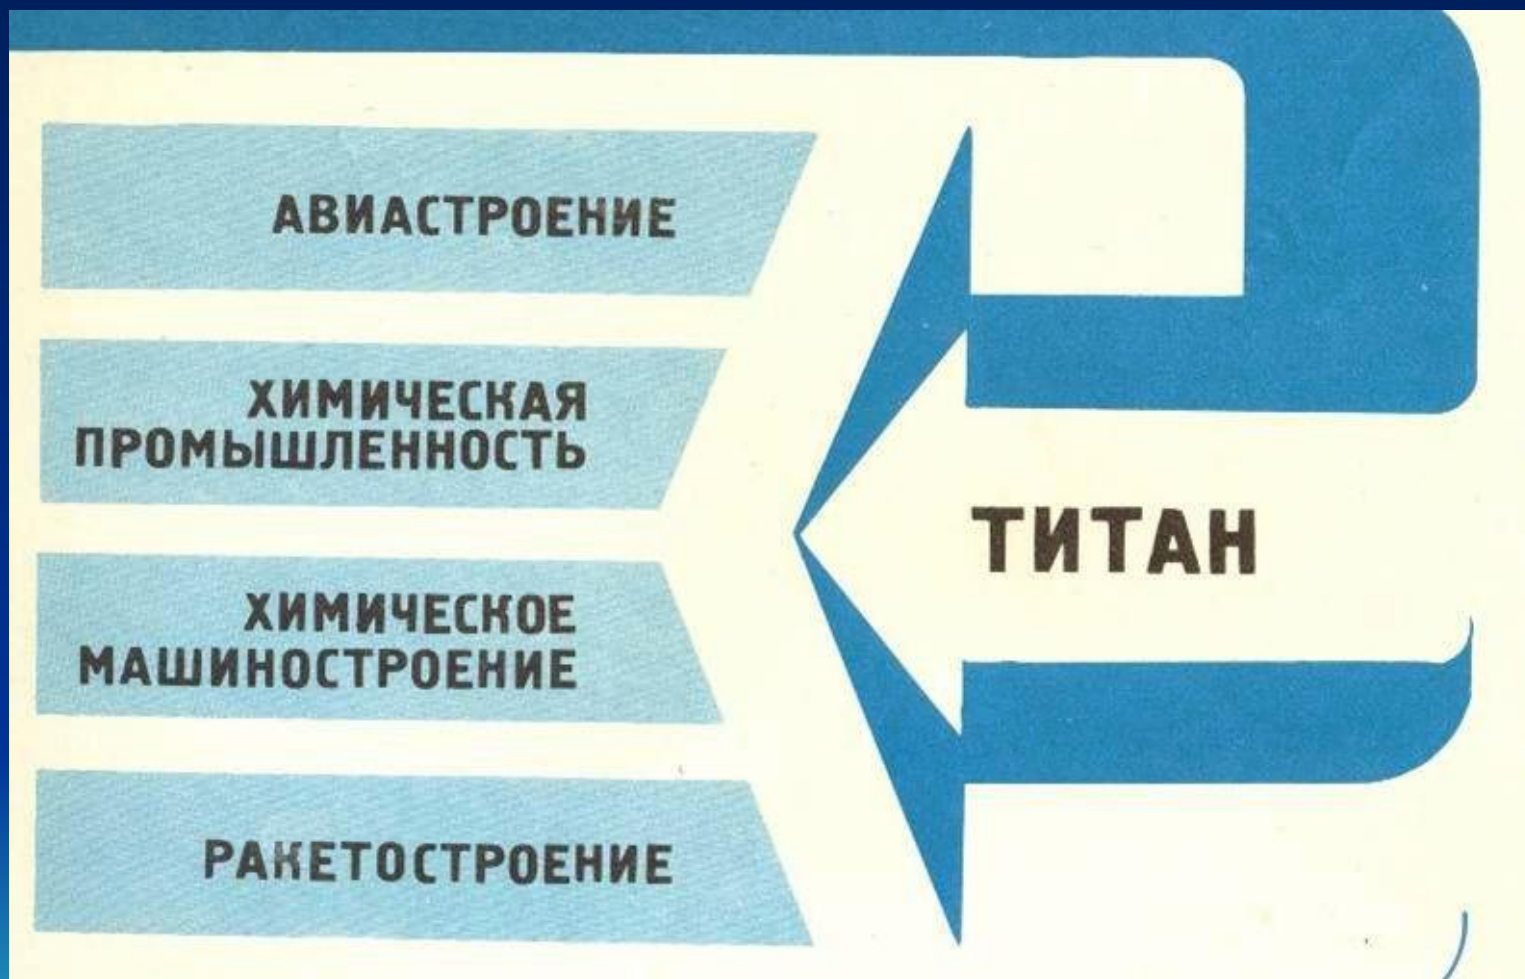 АВИАСТРОЕНИЕ
ХИМИЧЕСКАЯ
ПРОМЫШЛЕННОСТЬ
ТИТАН
ХИМИЧЕСКОЕ
МАШИНОСТРОЕНИЕ
РАКЕТОСТРОЕНИЕ